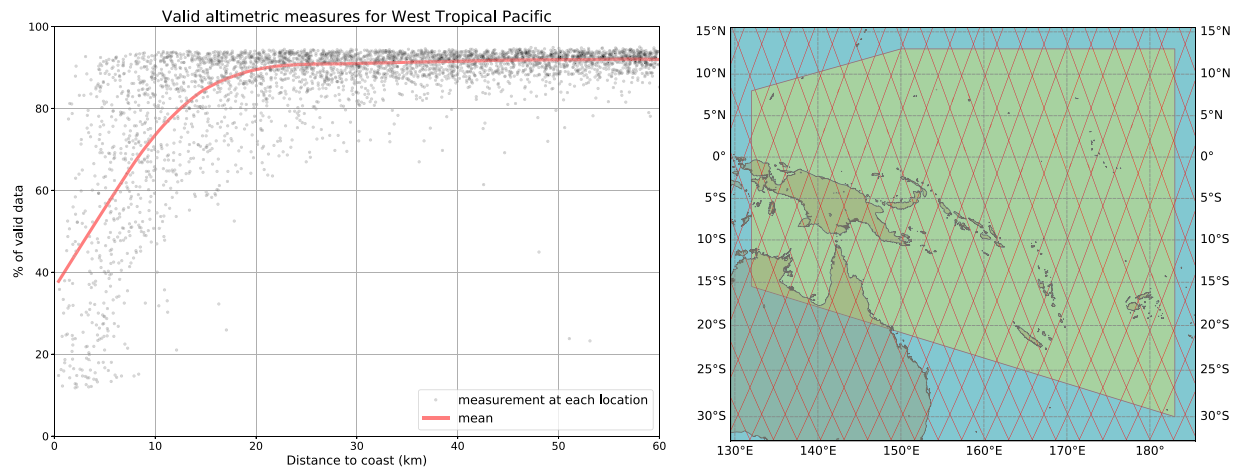 Valid altimetric measures for West Tropical Pacific
100
80
60
40
20
0
% of valid data
0 10 20 30 40 50 60
Distance to coast (km)
measurement at each location
mean
15°N 15°N
10°N 10°N
5°N 5°N
0° 0°
5°S 5°S
10°S 10°S
15°S 15°S
20°S 20°S
25°S 25°S
30°S 30°S
130°E 140°E 150°E 160°E 170°E 180°